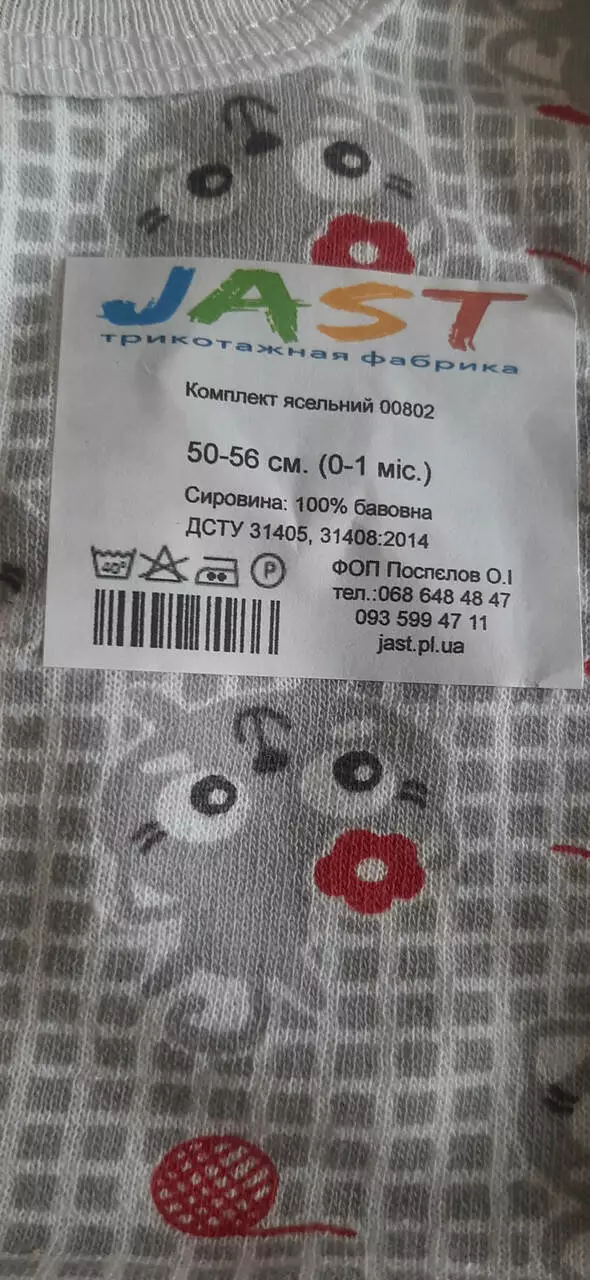 JAST
трикотажная фабрика
Комплект ясельний 00802
50-56 см. (0-1 міс.)
Сировина: 100% бавовна
ДСТУ 31405, 31408:2014
40° P
ФОП Поспєлов О.І
тел.:068 648 48 47
093 599 47 11
jast.pl.ua